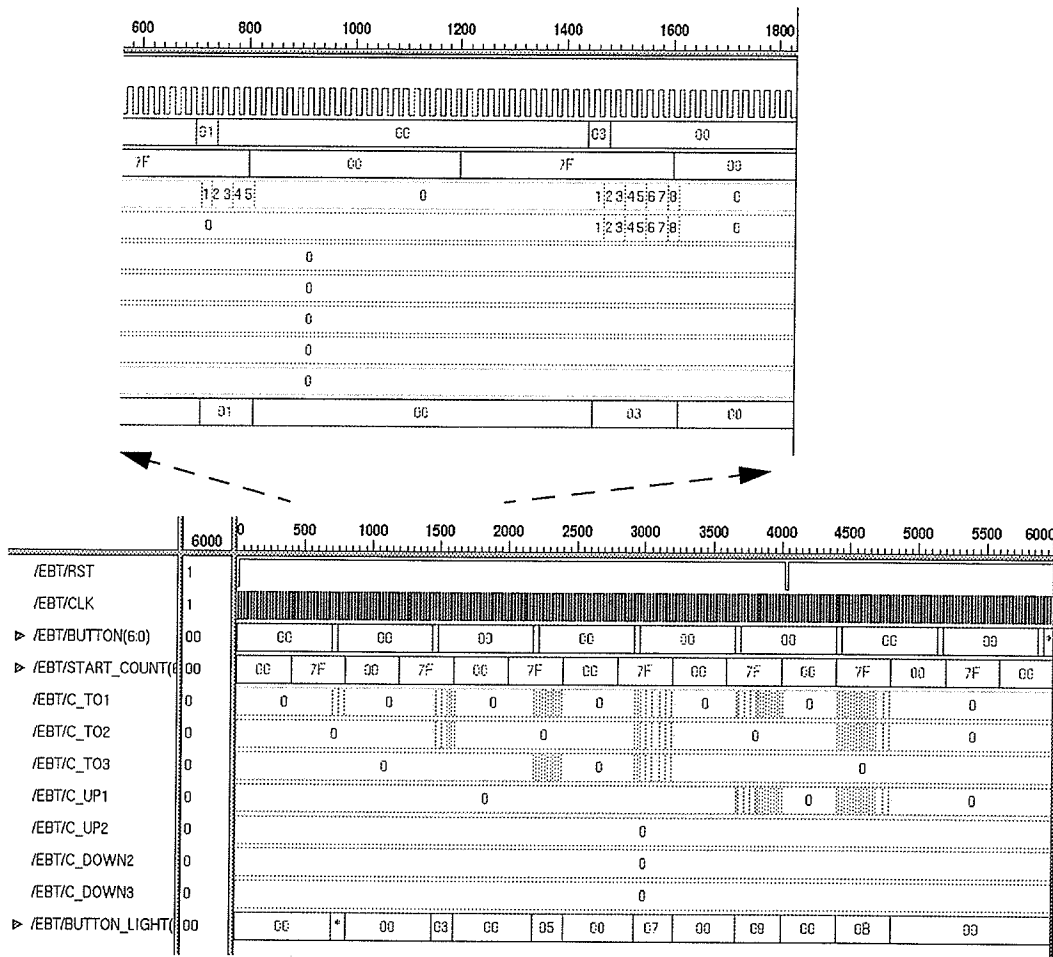 600 800 1000 1200 1400 1600 1800
01 00 03 00
7F 00 7F 00
1 2 3 4 5 0 1 2 3 4 5 6 7 8 0
0 1 2 3 4 5 6 7 8 0
0
0
0
0
0
01 00 03 00
6000 0 500 1000 1500 2000 2500 3000 3500 4000 4500 5000 5500 6000
/EBT/RST 1
/EBT/CLK 1
/EBT/BUTTON(6:0) 00 00 00 03 00 00 00 00 00 *
/EBT/START_COUNT(6 00 00 7F 00 7F 00 7F 00 7F 00 7F 00 7F 00 7F 00
/EBT/C_TO1 0 0 0 0 0 0 0 0
/EBT/C_TO2 0 0 0 0 0
/EBT/C_TO3 0 0 0 0
/EBT/C_UP1 0 0 0 0
/EBT/C_UP2 0 0
/EBT/C_DOWN2 0 0
/EBT/C_DOWN3 0 0
/EBT/BUTTON_LIGHT( 00 00 * 00 03 00 05 00 07 00 09 00 0B 00